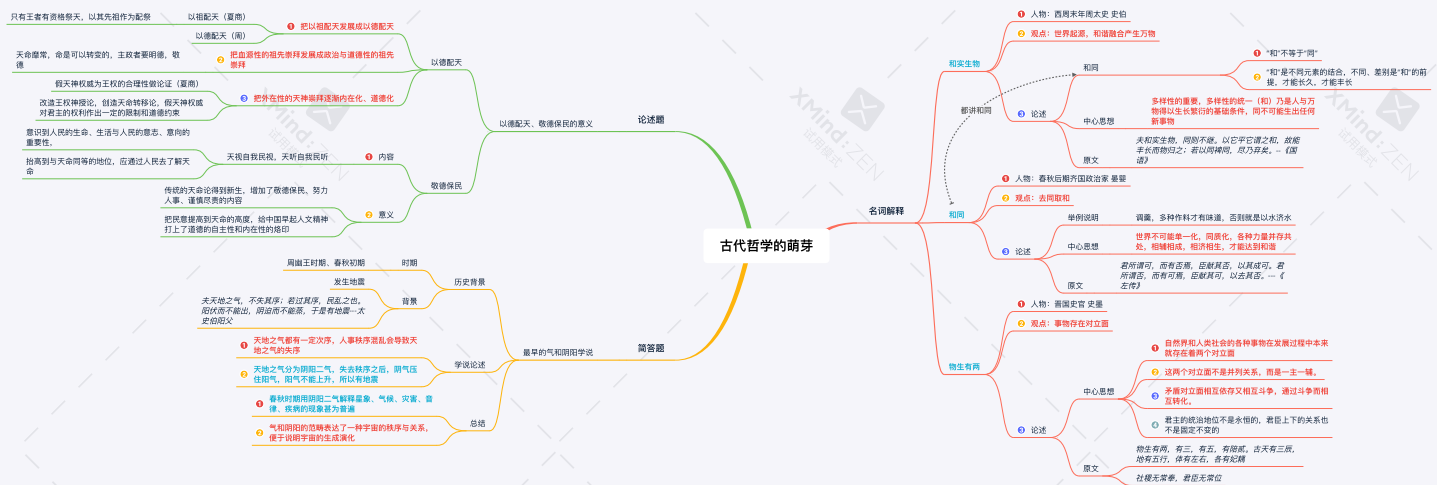 古代哲学的萌芽
名词解释
和实生物
人物：西周末年周太史 史伯
观点：世界起源，和谐融合产生万物
论述
和同
“和”不等于“同”
“和”是不同元素的结合，不同、差别是“和”的前
提，才能长久，才能丰长
中心思想
多样性的重要，多样性的统一（和）乃是人与万
物得以生长繁衍的基础条件，同不可能生出任何
新事物
原文
夫和实生物，同则不继。以它平它谓之和，故能
丰长而物归之；若以同裨同，尽乃弃矣。--《国
语》
都讲和同
和同
人物：春秋后期齐国政治家 晏婴
观点：去同取和
论述
举例说明
调羹，多种作料才有味道，否则就是以水济水
中心思想
世界不可能单一化，同质化，各种力量并存共
处，相辅相成，相济相生，才能达到和谐
原文
君所谓可，而有否焉，臣献其否，以其成可。君
所谓否，而有可焉，臣献其可，以去其否。---《
左传》
物生有两
人物：晋国史官 史墨
观点：事物存在对立面
论述
中心思想
自然界和人类社会的各种事物在发展过程中本来
就存在着两个对立面
这两个对立面不是并列关系，而是一主一辅。
矛盾对立面相互依存又相互斗争，通过斗争而相
互转化。
君主的统治地位不是永恒的，君臣上下的关系也
不是固定不变的
原文
物生有两，有三，有五，有陪贰。古天有三辰，
地有五行，体有左右，各有妃耦
社稷无常奉，君臣无常位
论述题
以德配天、敬德保民的意义
以德配天
把以祖配天发展成以德配天
以祖配天（夏商）
只有王者有资格祭天，以其先祖作为配祭
以德配天（周）
把血源性的祖先崇拜发展成政治与道德性的祖先
崇拜
天命靡常，命是可以转变的，主政者要明德，敬
德
把外在性的天神崇拜逐渐内在化、道德化
假天神权威为王权的合理性做论证（夏商）
改造王权神授论，创造天命转移论，假天神权威
对君主的权利作出一定的限制和道德约束
敬德保民
内容
天视自我民视，天听自我民听
意识到人民的生命、生活与人民的意志、意向的
重要性，
抬高到与天命同等的地位，应通过人民去了解天
命
意义
传统的天命论得到新生，增加了敬德保民、努力
人事、谨慎尽责的内容
把民意提高到天命的高度，给中国早起人文精神
打上了道德的自主性和内在性的烙印
简答题
最早的气和阴阳学说
历史背景
时期
周幽王时期、春秋初期
背景
发生地震
夫天地之气，不失其序；若过其序，民乱之也。
阳伏而不能出，阴迫而不能蒸，于是有地震--太
史伯阳父
学说论述
天地之气都有一定次序，人事秩序混乱会导致天
地之气的失序
天地之气分为阴阳二气，失去秩序之后，阴气压
住阳气，阳气不能上升，所以有地震
总结
春秋时期用阴阳二气解释星象、气候、灾害、音
律、疾病的现象甚为普遍
气和阴阳的范畴表达了一种宇宙的秩序与关系，
便于说明宇宙的生成演化
XMind: ZEN
试用模式
XMind: ZEN
试用模式
XMind: ZEN
试用模式